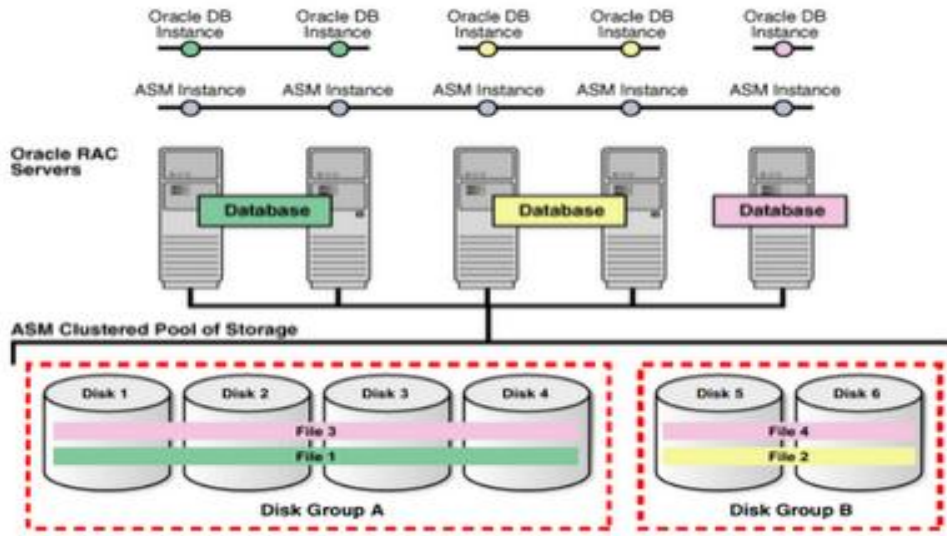 Oracle DB Instance
Oracle DB Instance
Oracle DB Instance
Oracle DB Instance
Oracle DB Instance
ASM Instance
ASM Instance
ASM Instance
ASM Instance
ASM Instance
Oracle RAC
Servers
Database
Database
Database
ASM Clustered Pool of Storage
Disk 1
Disk 2
Disk 3
Disk 4
Disk 5
Disk 6
File 3
File 4
File 1
File 2
Disk Group A
Disk Group B